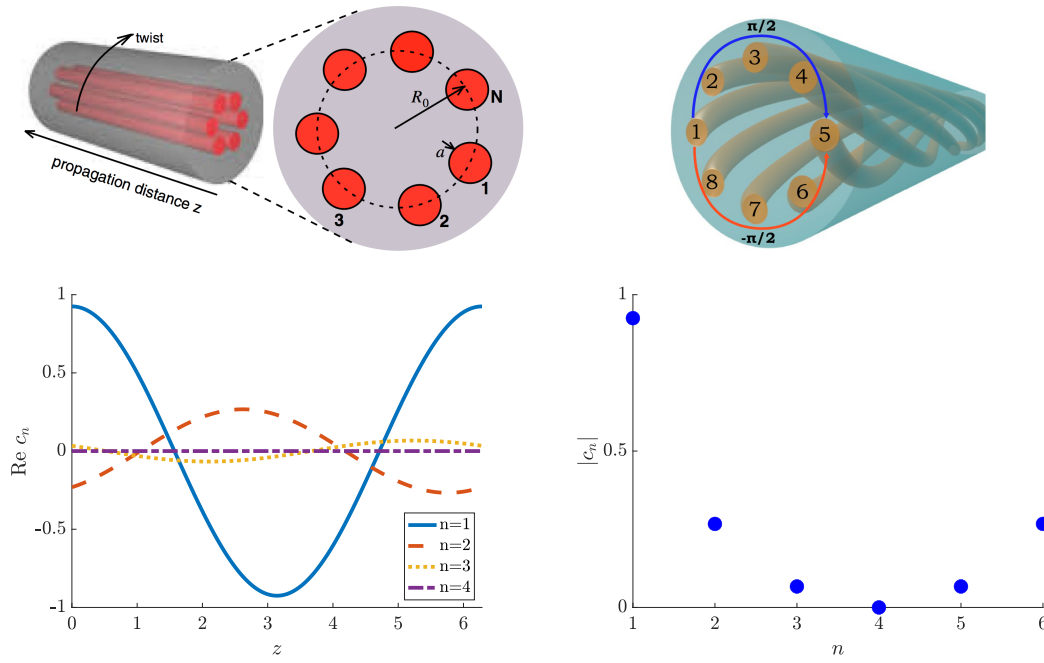 twist
propagation distance z
R0
a
N
1
2
3
π/2
1
2
3
4
5
6
7
8
-π/2
Re cn
1
0.5
0
-0.5
-1
0 1 2 3 4 5 6
z
n=1
n=2
n=3
n=4
|cn|
1
0.5
0
1 2 3 4 5 6
n